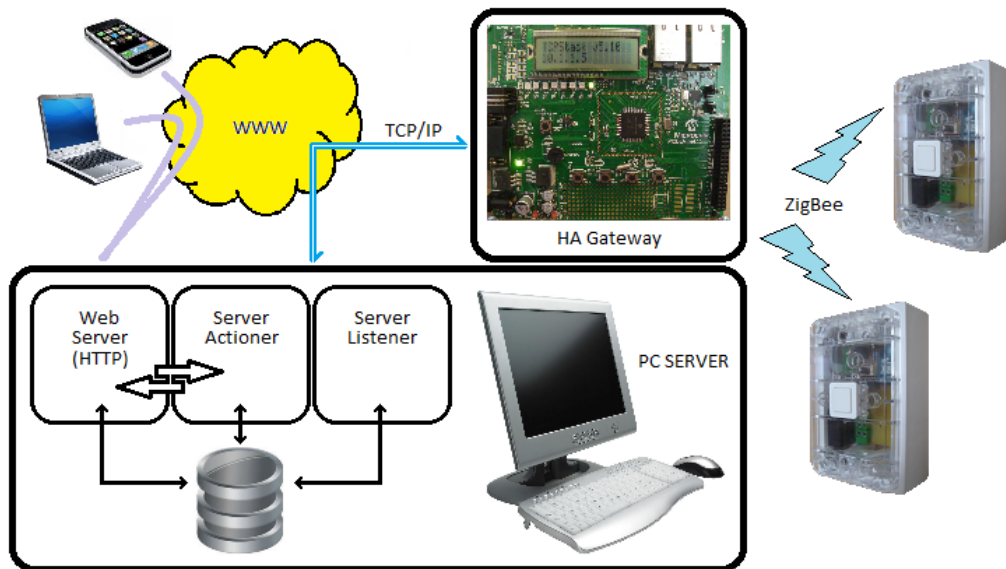 WWW
TCP/IP
HA Gateway
ZigBee
Web
Server
(HTTP)
Server
Actioner
Server
Listener
PC SERVER